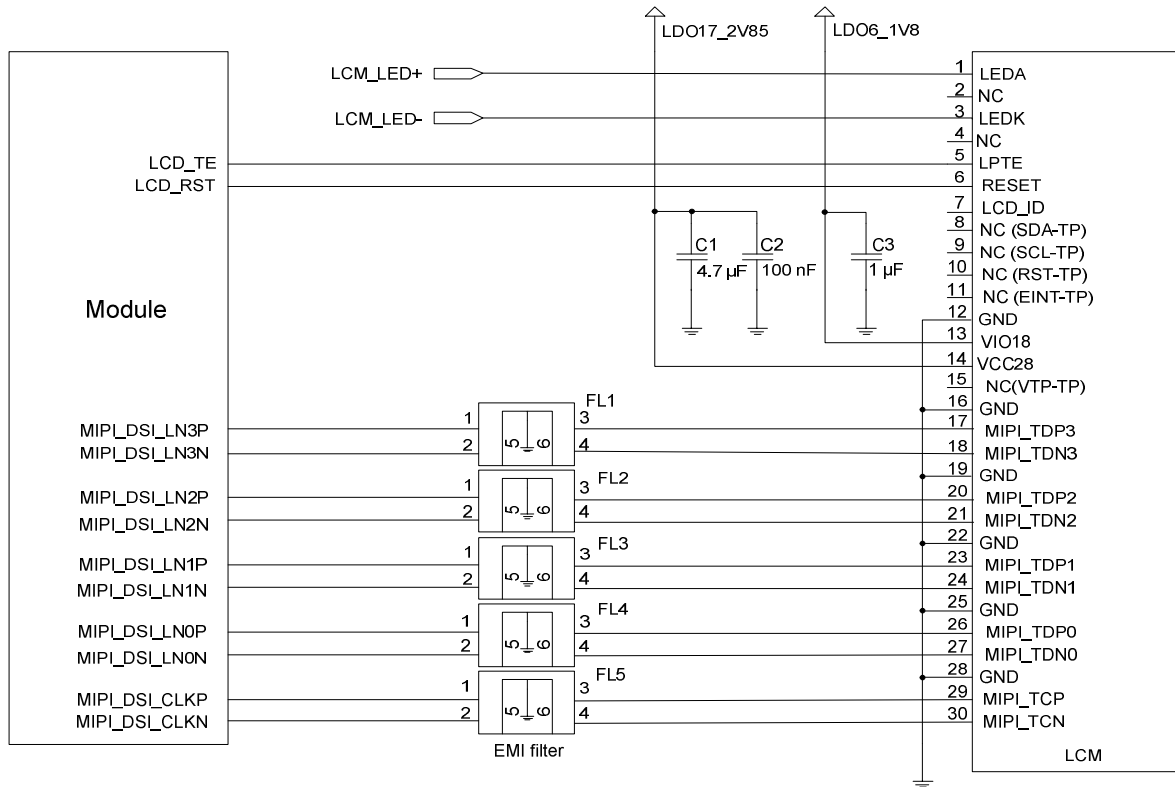 LDO17_2V85
LDO6_1V8
LCM_LED+
LCM_LED-
LCD_TE
LCD_RST
Module
MIPI_DSI_LN3P
MIPI_DSI_LN3N
MIPI_DSI_LN2P
MIPI_DSI_LN2N
MIPI_DSI_LN1P
MIPI_DSI_LN1N
MIPI_DSI_LN0P
MIPI_DSI_LN0N
MIPI_DSI_CLKP
MIPI_DSI_CLKN
C1
4.7 µF
C2
100 nF
C3
1 µF
FL1
1 3
2 4
5 6
FL2
1 3
2 4
5 6
FL3
1 3
2 4
5 6
FL4
1 3
2 4
5 6
FL5
1 3
2 4
5 6
EMI filter
1 LEDA
2 NC
3 LEDK
4 NC
5 LPTE
6 RESET
7 LCD_ID
8 NC (SDA-TP)
9 NC (SCL-TP)
10 NC (RST-TP)
11 NC (EINT-TP)
12 GND
13 VIO18
14 VCC28
15 NC(VTP-TP)
16 GND
17 MIPI_TDP3
18 MIPI_TDN3
19 GND
20 MIPI_TDP2
21 MIPI_TDN2
22 GND
23 MIPI_TDP1
24 MIPI_TDN1
25 GND
26 MIPI_TDP0
27 MIPI_TDN0
28 GND
29 MIPI_TCP
30 MIPI_TCN
LCM